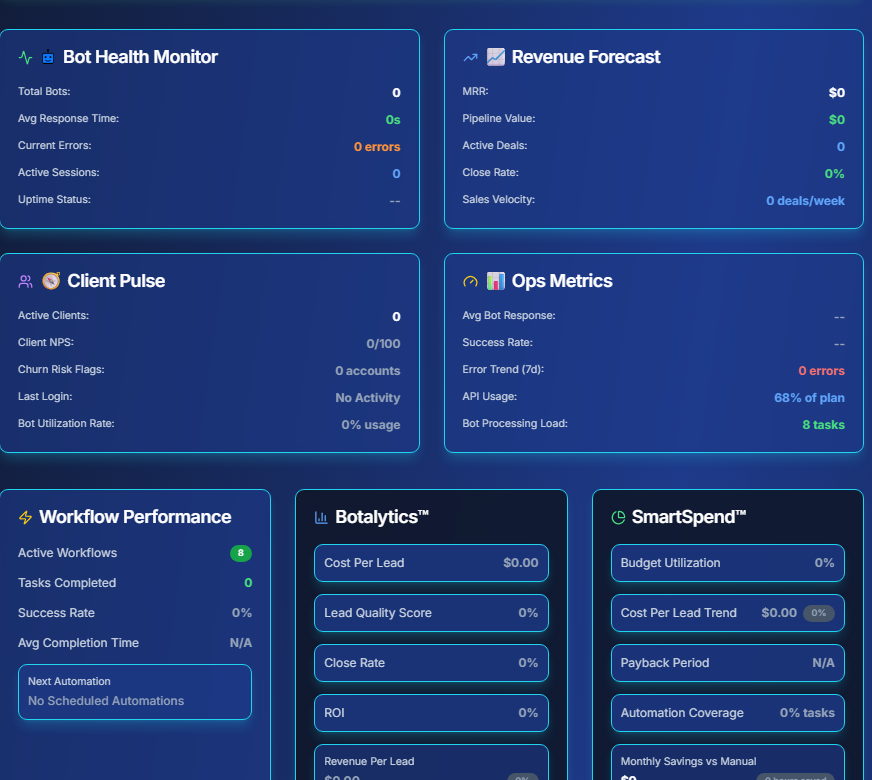 Bot Health Monitor
Total Bots: 0
Avg Response Time: 0s
Current Errors: 0 errors
Active Sessions: 0
Uptime Status: --
Revenue Forecast
MRR: $0
Pipeline Value: $0
Active Deals: 0
Close Rate: 0%
Sales Velocity: 0 deals/week
Client Pulse
Active Clients: 0
Client NPS: 0/100
Churn Risk Flags: 0 accounts
Last Login: No Activity
Bot Utilization Rate: 0% usage
Ops Metrics
Avg Bot Response: --
Success Rate: --
Error Trend (7d): 0 errors
API Usage: 68% of plan
Bot Processing Load: 8 tasks
Workflow Performance
Active Workflows 8
Tasks Completed 0
Success Rate 0%
Avg Completion Time N/A
Next Automation
No Scheduled Automations
Botalytics™
Cost Per Lead $0.00
Lead Quality Score 0%
Close Rate 0%
ROI 0%
Revenue Per Lead
$0.00 0%
SmartSpend™
Budget Utilization 0%
Cost Per Lead Trend $0.00 0%
Payback Period N/A
Automation Coverage 0% tasks
Monthly Savings vs Manual
$0 0 hours saved